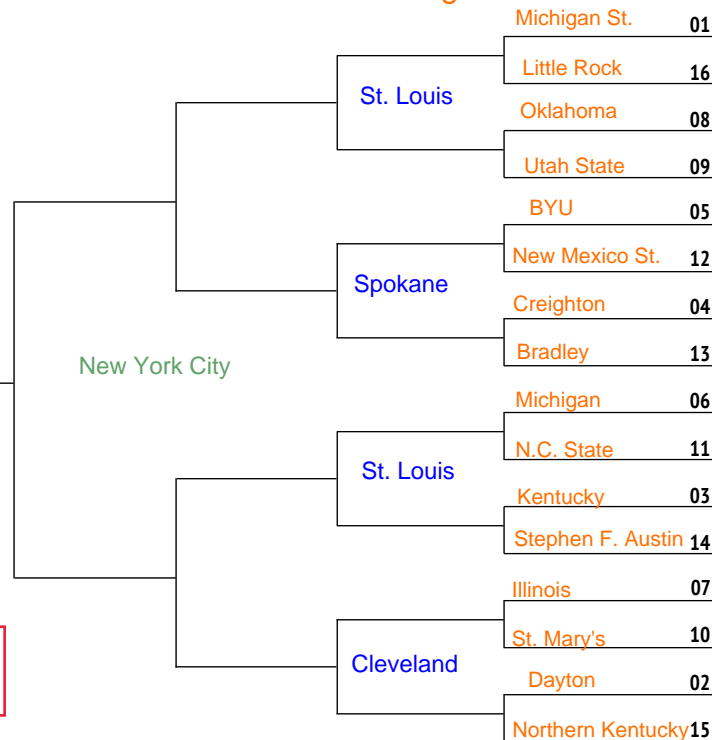 Michigan St. 01
Little Rock 16
St. Louis
Oklahoma 08
Utah State 09
BYU 05
New Mexico St. 12
Spokane
Creighton 04
Bradley 13
New York City
Michigan 06
N.C. State 11
St. Louis
Kentucky 03
Stephen F. Austin 14
Illinois 07
St. Mary's 10
Cleveland
Dayton 02
Northern Kentucky 15